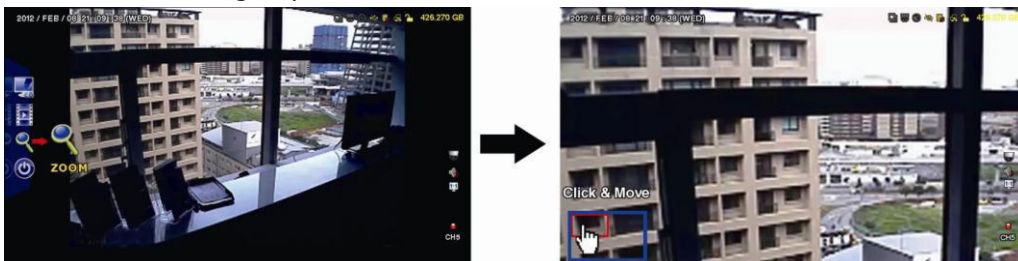 2012 / FEB / 08 21 : 09 : 38 (WED)
426.270 GB
ZOOM
CH5
2012 / FEB / 08 21 : 09 : 38 (WED)
Click & Move
CH5